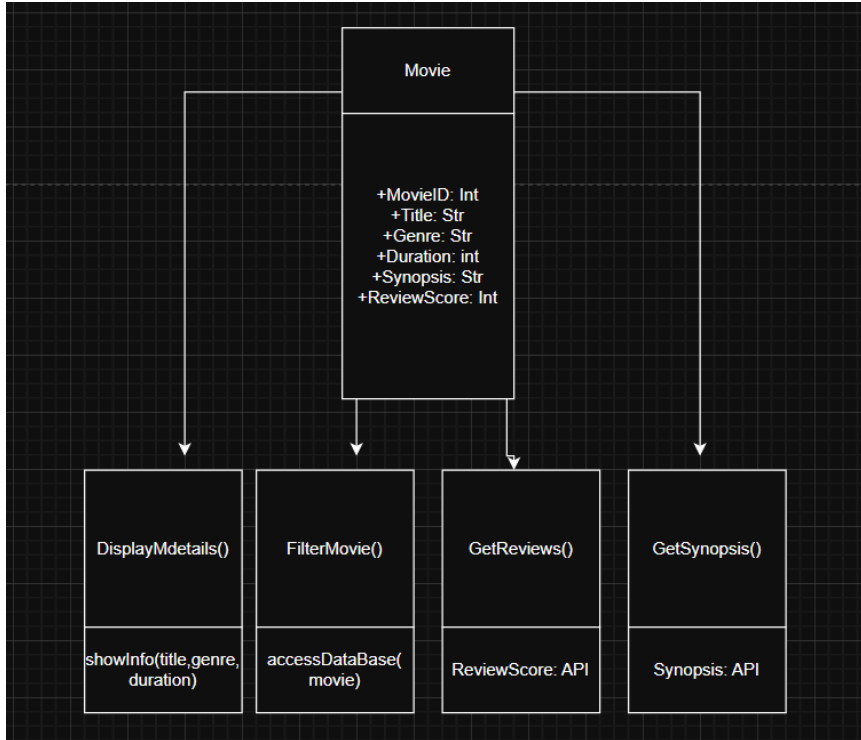 Movie
+MovieID: Int
+Title: Str
+Genre: Str
+Duration: int
+Synopsis: Str
+ReviewScore: Int
DisplayMdetails()
showInfo(title,genre,
duration)
FilterMovie()
accessDataBase(
movie)
GetReviews()
ReviewScore: API
GetSynopsis()
Synopsis: API